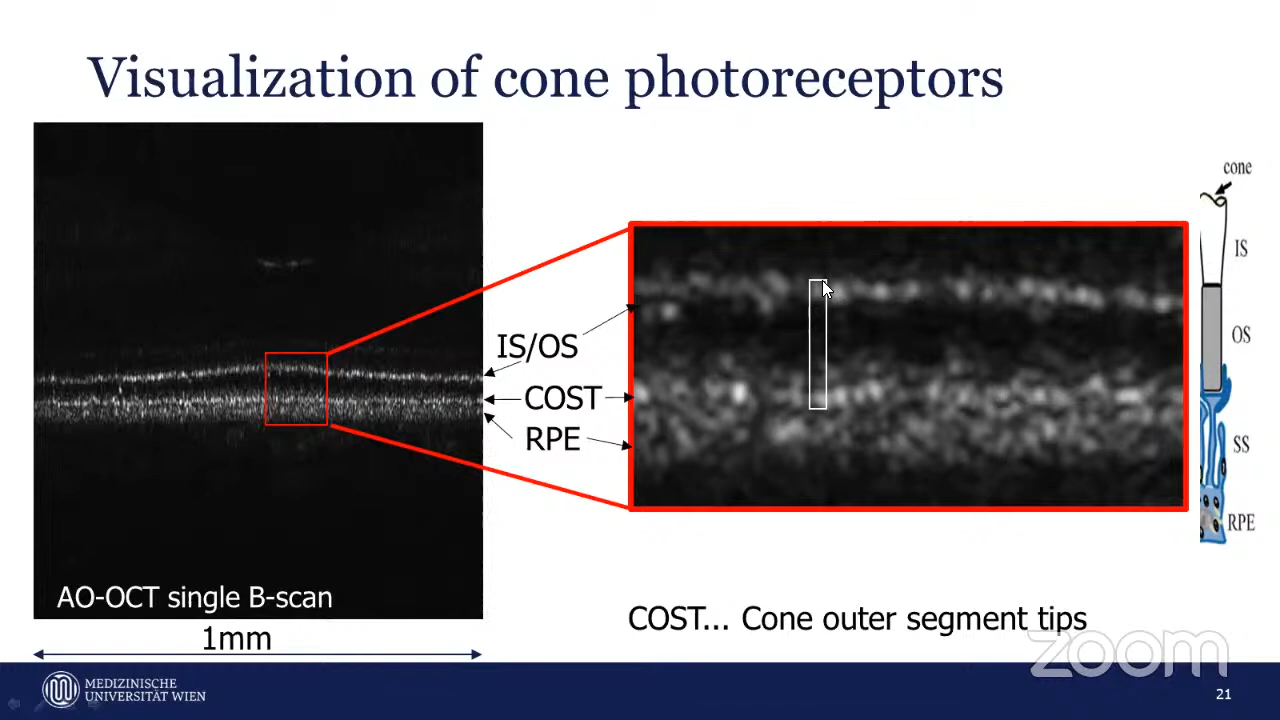 Visualization of cone photoreceptors
cone
IS
IS/OS
OS
COST
RPE
SS
RPE
AO-OCT single B-scan
COST... Cone outer segment tips
1mm
zoom
MEDIZINISCHE
UNIVERSITÄT WIEN
21